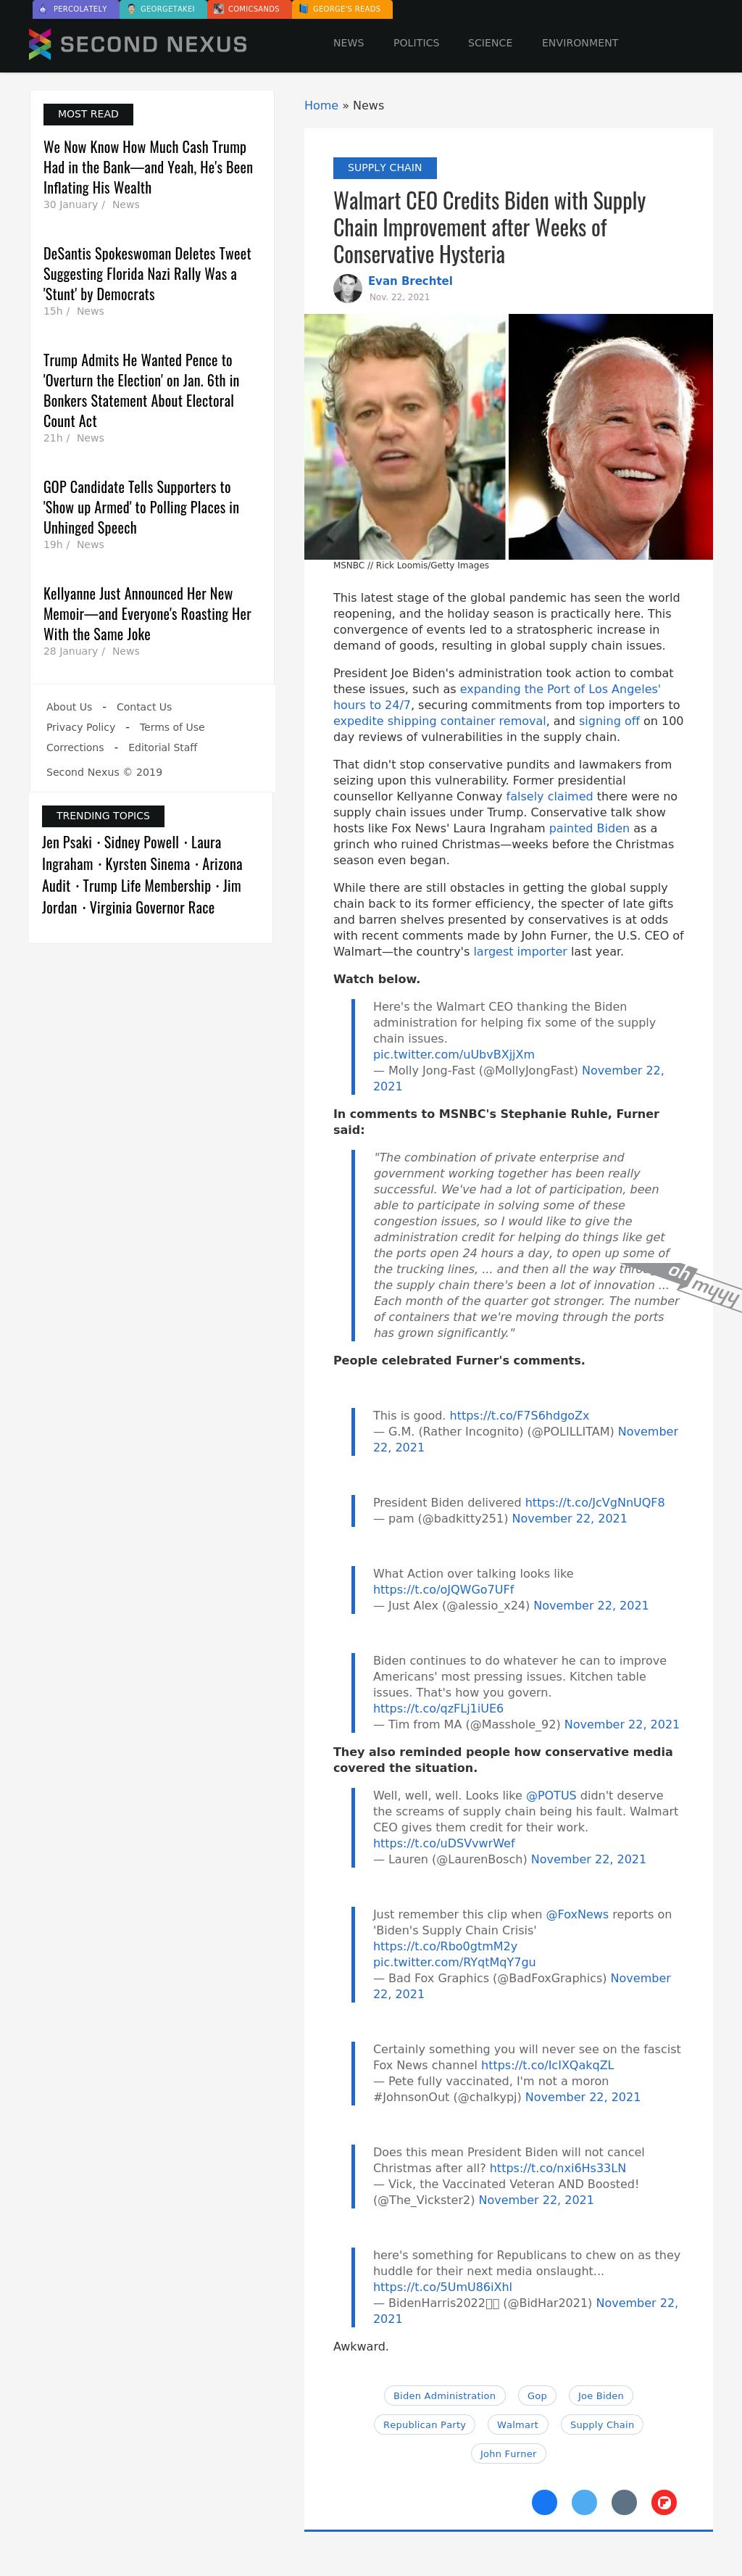 PERCOLATELY
GEORGETAKEI
COMICSANDS
GEORGE'S READS
SECOND NEXUS
NEWS
POLITICS
SCIENCE
ENVIRONMENT
MOST READ
We Now Know How Much Cash Trump
Had in the Bank—and Yeah, He's Been
Inflating His Wealth
30 January / News
DeSantis Spokeswoman Deletes Tweet
Suggesting Florida Nazi Rally Was a
'Stunt' by Democrats
15h / News
Trump Admits He Wanted Pence to
'Overturn the Election' on Jan. 6th in
Bonkers Statement About Electoral
Count Act
21h / News
GOP Candidate Tells Supporters to
'Show up Armed' to Polling Places in
Unhinged Speech
19h / News
Kellyanne Just Announced Her New
Memoir—and Everyone's Roasting Her
With the Same Joke
28 January / News
About Us - Contact Us
Privacy Policy - Terms of Use
Corrections - Editorial Staff
Second Nexus © 2019
TRENDING TOPICS
Jen Psaki · Sidney Powell · Laura
Ingraham · Kyrsten Sinema · Arizona
Audit · Trump Life Membership · Jim
Jordan · Virginia Governor Race
Home » News
SUPPLY CHAIN
Walmart CEO Credits Biden with Supply
Chain Improvement after Weeks of
Conservative Hysteria
Evan Brechtel
Nov. 22, 2021
MSNBC // Rick Loomis/Getty Images
This latest stage of the global pandemic has seen the world
reopening, and the holiday season is practically here. This
convergence of events led to a stratospheric increase in
demand of goods, resulting in global supply chain issues.
President Joe Biden's administration took action to combat
these issues, such as expanding the Port of Los Angeles'
hours to 24/7, securing commitments from top importers to
expedite shipping container removal, and signing off on 100
day reviews of vulnerabilities in the supply chain.
That didn't stop conservative pundits and lawmakers from
seizing upon this vulnerability. Former presidential
counsellor Kellyanne Conway falsely claimed there were no
supply chain issues under Trump. Conservative talk show
hosts like Fox News' Laura Ingraham painted Biden as a
grinch who ruined Christmas—weeks before the Christmas
season even began.
While there are still obstacles in getting the global supply
chain back to its former efficiency, the specter of late gifts
and barren shelves presented by conservatives is at odds
with recent comments made by John Furner, the U.S. CEO of
Walmart—the country's largest importer last year.
Watch below.
Here's the Walmart CEO thanking the Biden
administration for helping fix some of the supply
chain issues.
pic.twitter.com/uUbvBXjjXm
— Molly Jong-Fast (@MollyJongFast) November 22,
2021
In comments to MSNBC's Stephanie Ruhle, Furner
said:
"The combination of private enterprise and
government working together has been really
successful. We've had a lot of participation, been
able to participate in solving some of these
congestion issues, so I would like to give the
administration credit for helping do things like get
the ports open 24 hours a day, to open up some of
the trucking lines, ... and then all the way through
the supply chain there's been a lot of innovation ...
Each month of the quarter got stronger. The number
of containers that we're moving through the ports
has grown significantly."
oh myyy
People celebrated Furner's comments.
This is good. https://t.co/F7S6hdgoZx
— G.M. (Rather Incognito) (@POLILLITAM) November
22, 2021
President Biden delivered https://t.co/JcVgNnUQF8
— pam (@badkitty251) November 22, 2021
What Action over talking looks like
https://t.co/oJQWGo7UFf
— Just Alex (@alessio_x24) November 22, 2021
Biden continues to do whatever he can to improve
Americans' most pressing issues. Kitchen table
issues. That's how you govern.
https://t.co/qzFLj1iUE6
— Tim from MA (@Masshole_92) November 22, 2021
They also reminded people how conservative media
covered the situation.
Well, well, well. Looks like @POTUS didn't deserve
the screams of supply chain being his fault. Walmart
CEO gives them credit for their work.
https://t.co/uDSVvwrWef
— Lauren (@LaurenBosch) November 22, 2021
Just remember this clip when @FoxNews reports on
'Biden's Supply Chain Crisis'
https://t.co/Rbo0gtmM2y
pic.twitter.com/RYqtMqY7gu
— Bad Fox Graphics (@BadFoxGraphics) November
22, 2021
Certainly something you will never see on the fascist
Fox News channel https://t.co/IcIXQakqZL
— Pete fully vaccinated, I'm not a moron
#JohnsonOut (@chalkypj) November 22, 2021
Does this mean President Biden will not cancel
Christmas after all? https://t.co/nxi6Hs33LN
— Vick, the Vaccinated Veteran AND Boosted!
(@The_Vickster2) November 22, 2021
here's something for Republicans to chew on as they
huddle for their next media onslaught...
https://t.co/5UmU86iXhI
— BidenHarris2022 (@BidHar2021) November 22,
2021
Awkward.
Biden Administration
Gop
Joe Biden
Republican Party
Walmart
Supply Chain
John Furner